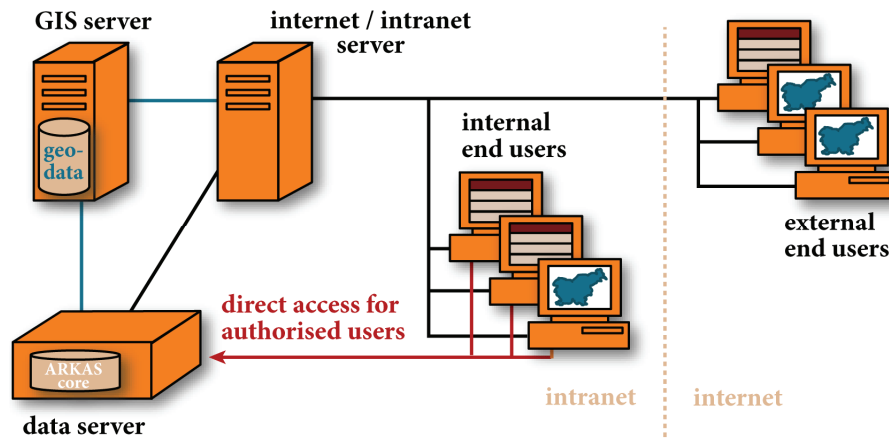 GIS server
internet / intranet
server
geo-
data
internal
end users
external
end users
direct access for
authorised users
ARKAS
core
data server
intranet
internet